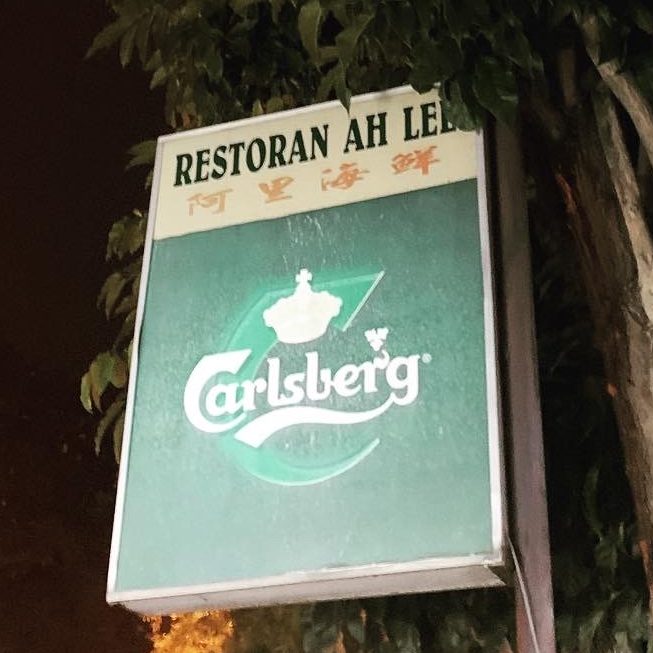 RESTORAN AH LEE
阿里海鲜
Carlsberg®